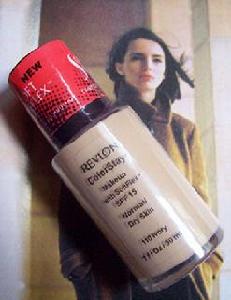 NEW
REVLON
ColorStay
Makeup
with SoftFlex
SPF 15
Normal/
Dry Skin
110 Ivory
1 Fl Oz/30 ml